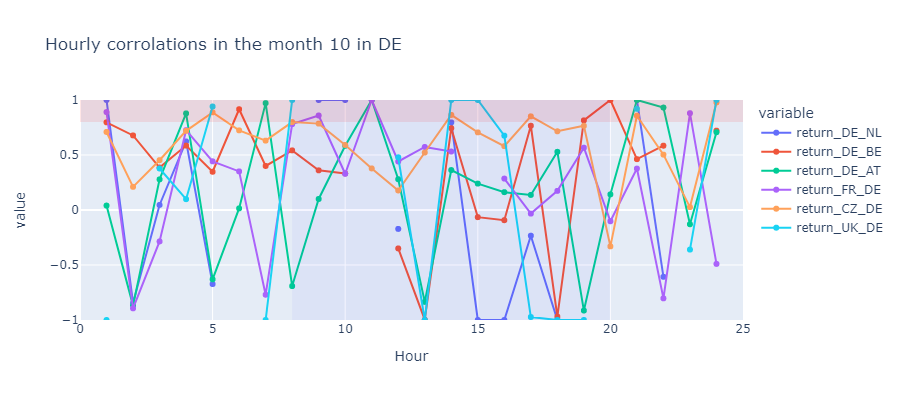 Hourly corrolations in the month 10 in DE
variable
return_DE_NL
return_DE_BE
return_DE_AT
return_FR_DE
return_CZ_DE
return_UK_DE
value
1
0.5
0
−0.5
−1
0 5 10 15 20 25
Hour